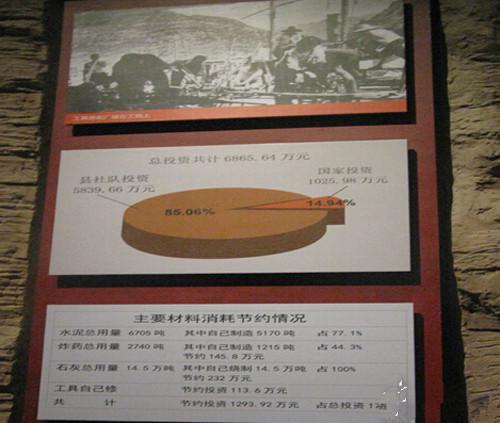 总投资共计 6865.64 万元
县社队投资
5839.66 万元
国家投资
1025.98 万元
85.06%
14.94%
主要材料消耗节约情况
水泥总用量 6705 吨 其中自己制造 5170 吨 占 77.1%
炸药总用量 2740 吨 其中自己制造 1215 吨 占 44.3%
节约 145.8 万元
石灰总用量 14.5 万吨 其中自己烧制 14.5 万吨 占 100%
节约 232 万元
工具自己修 节约投资 113.6 万元
共 计 节约投资 1293.92 万元 占总投资